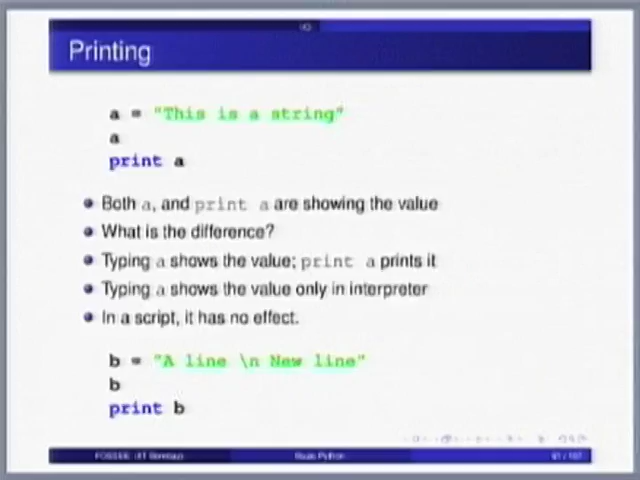 Printing
a = "This is a string"
a
print a
Both a, and print a are showing the value
What is the difference?
Typing a shows the value; print a prints it
Typing a shows the value only in interpreter
In a script, it has no effect.
b = "A line \n New line"
b
print b
Basic Python